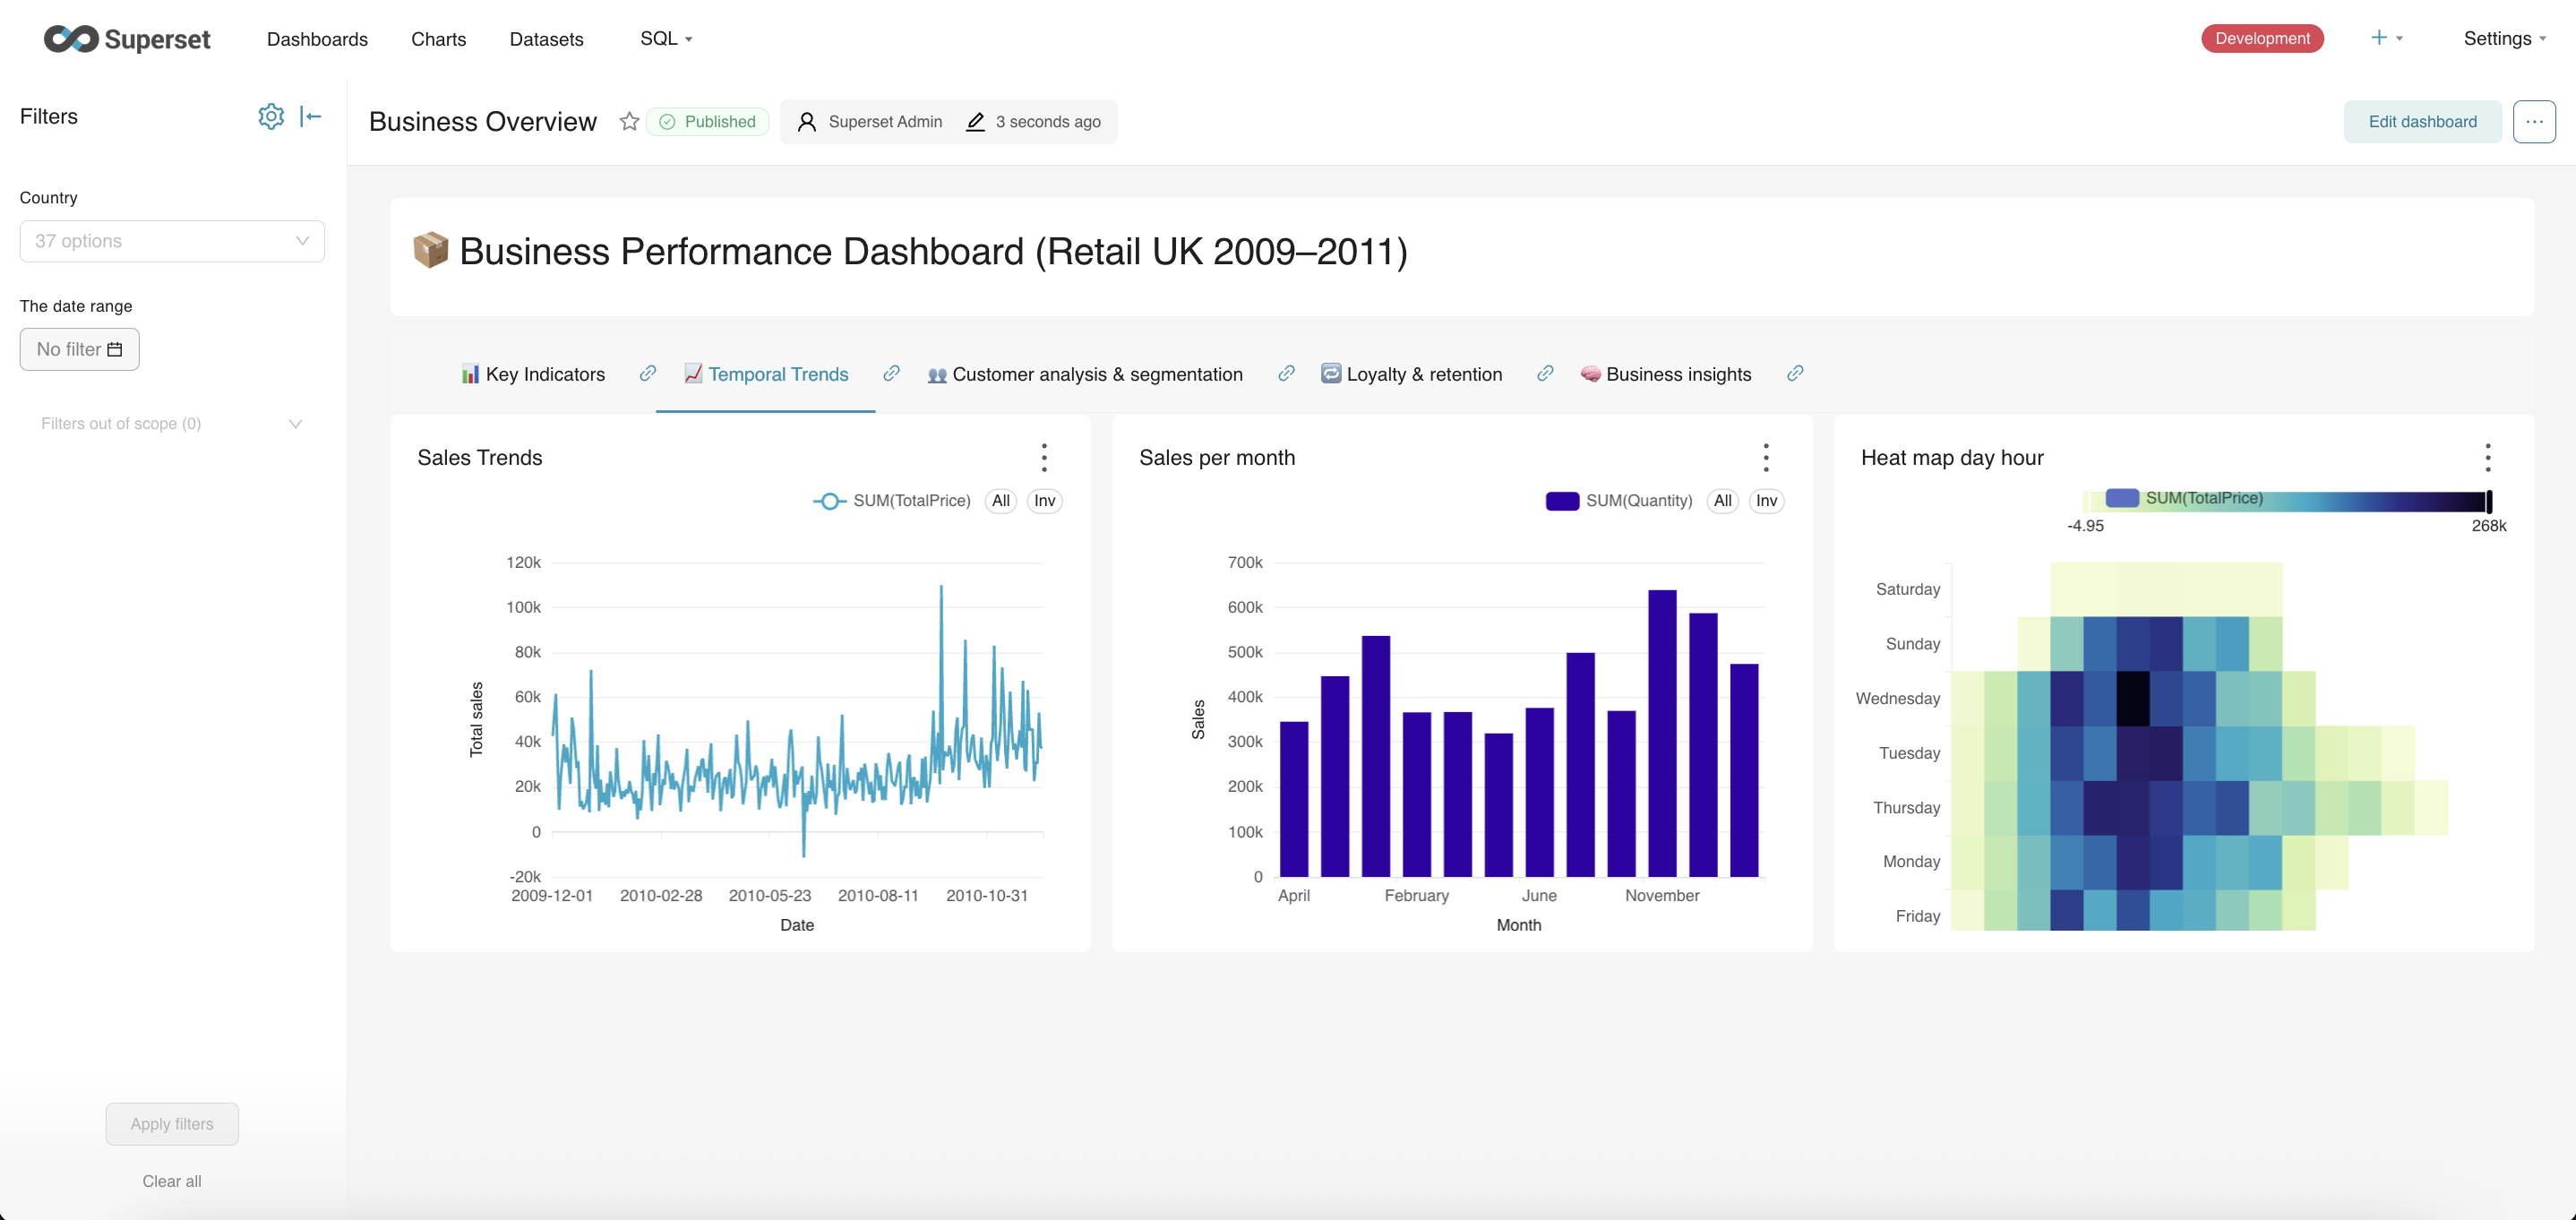 Superset Dashboards Charts Datasets SQL Development + Settings
Filters
Country
37 options
The date range
No filter
Filters out of scope (0)
Apply filters
Clear all
Business Overview Published Superset Admin 3 seconds ago Edit dashboard ...
📦 Business Performance Dashboard (Retail UK 2009–2011)
📊 Key Indicators 📈 Temporal Trends 👥 Customer analysis & segmentation 🔁 Loyalty & retention 🧠 Business insights
Sales Trends
SUM(TotalPrice) All Inv
120k
100k
80k
60k
40k
20k
0
-20k
Total sales
2009-12-01 2010-02-28 2010-05-23 2010-08-11 2010-10-31
Date
Sales per month
SUM(Quantity) All Inv
700k
600k
500k
400k
300k
200k
100k
0
Sales
April February June November
Month
Heat map day hour
SUM(TotalPrice)
-4.95 268k
Saturday
Sunday
Wednesday
Tuesday
Thursday
Monday
Friday